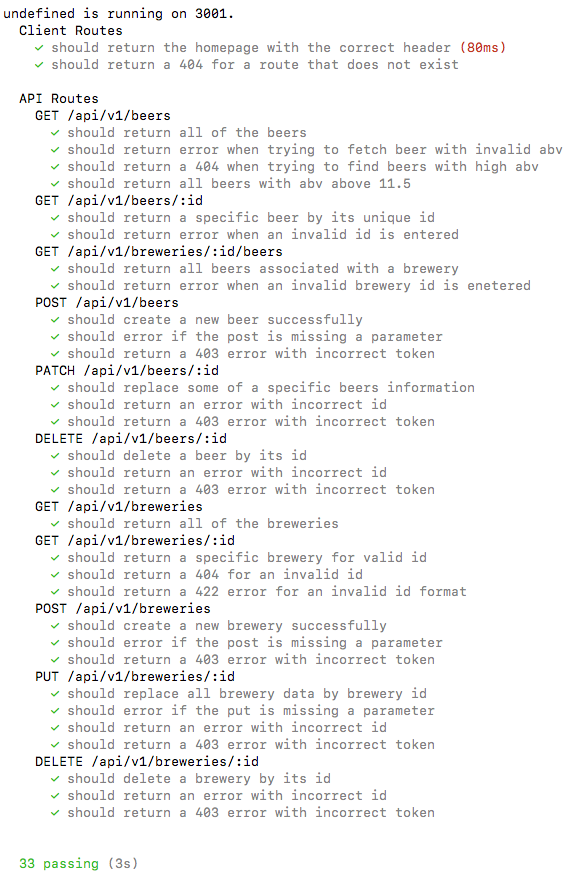 undefined is running on 3001.
Client Routes
✓ should return the homepage with the correct header (80ms)
✓ should return a 404 for a route that does not exist
API Routes
GET /api/v1/beers
✓ should return all of the beers
✓ should return error when trying to fetch beer with invalid abv
✓ should return a 404 when trying to find beers with high abv
✓ should return all beers with abv above 11.5
GET /api/v1/beers/:id
✓ should return a specific beer by its unique id
✓ should return error when an invalid id is entered
GET /api/v1/breweries/:id/beers
✓ should return all beers associated with a brewery
✓ should return error when an invalid brewery id is enetered
POST /api/v1/beers
✓ should create a new beer successfully
✓ should error if the post is missing a parameter
✓ should return a 403 error with incorrect token
PATCH /api/v1/beers/:id
✓ should replace some of a specific beers information
✓ should return an error with incorrect id
✓ should return a 403 error with incorrect token
DELETE /api/v1/beers/:id
✓ should delete a beer by its id
✓ should return an error with incorrect id
✓ should return a 403 error with incorrect token
GET /api/v1/breweries
✓ should return all of the breweries
GET /api/v1/breweries/:id
✓ should return a specific brewery for valid id
✓ should return a 404 for an invalid id
✓ should return a 422 error for an invalid id format
POST /api/v1/breweries
✓ should create a new brewery successfully
✓ should error if the post is missing a parameter
✓ should return a 403 error with incorrect token
PUT /api/v1/breweries/:id
✓ should replace all brewery data by brewery id
✓ should error if the put is missing a parameter
✓ should return an error with incorrect id
✓ should return a 403 error with incorrect token
DELETE /api/v1/breweries/:id
✓ should delete a brewery by its id
✓ should return an error with incorrect id
✓ should return a 403 error with incorrect token
33 passing (3s)